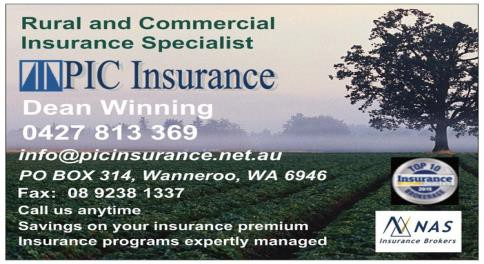 Rural and Commercial
Insurance Specialist
PIC Insurance
Dean Winning
0427 813 369
info@picinsurance.net.au
PO BOX 314, Wanneroo, WA 6946
Fax: 08 9238 1337
Call us anytime
Savings on your insurance premium
Insurance programs expertly managed
TOP 10
Insurance
BROKERAGE
NAS
Insurance Brokers